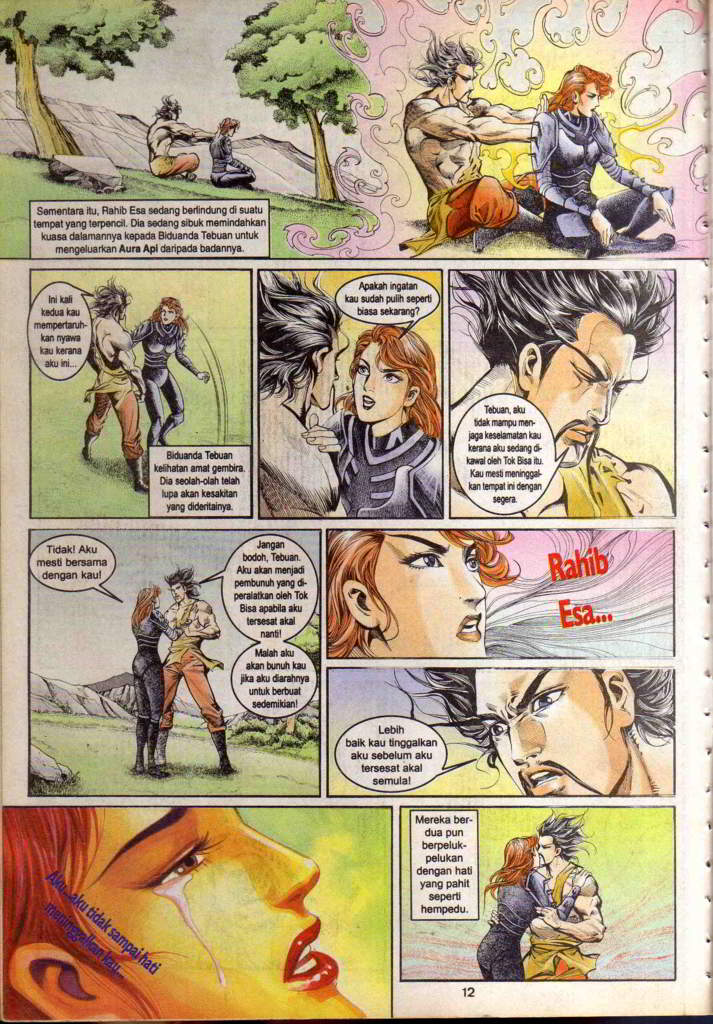 Sementara itu, Rahib Esa sedang berlindung di suatu
tempat yang terpencil. Dia sedang sibuk memindahkan
kuasa dalamannya kepada Biduanda Tebuan untuk
mengeluarkan Aura Api daripada badannya.
Ini kali
kedua kau
mempertaruh-
kan nyawa
kau kerana
aku ini...
Biduanda Tebuan
kelihatan amat gembira.
Dia seolah-olah telah
lupa akan kesakitan
yang dideritainya.
Apakah ingatan
kau sudah pulih seperti
biasa sekarang?
Tebuan, aku
tidak mampu men-
jaga keselamatan kau
kerana aku sedang di-
kawal oleh Tok Bisa itu.
Kau mesti meninggal-
kan tempat ini dengan
segera.
Tidak! Aku
mesti bersama
dengan kau!
Jangan
bodoh, Tebuan.
Aku akan menjadi
pembunuh yang di-
peralatkan oleh Tok
Bisa apabila aku
tersesat akal
nanti!
Malah aku
akan bunuh kau
jika aku diarahnya
untuk berbuat
sedemikian!
Rahib
Esa...
Lebih
baik kau tinggalkan
aku sebelum aku
tersesat akal
semula!
Aku...aku tidak sampai hati
meninggalkan kau...
Mereka ber-
dua pun
berpeluk-
pelukan
dengan hati
yang pahit
seperti
hempedu.
12